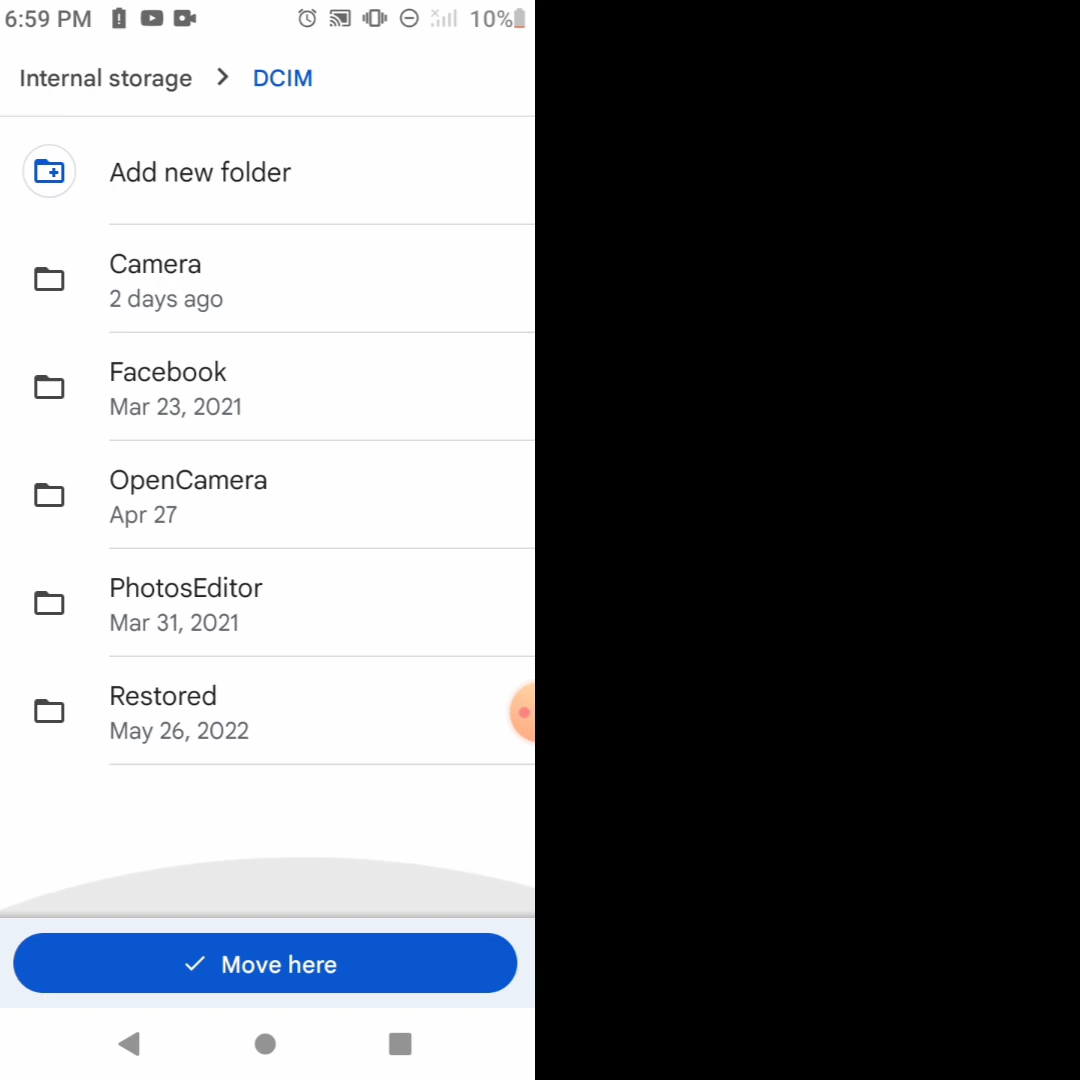 6:59 PM 10%
Internal storage > DCIM
Add new folder
Camera
2 days ago
Facebook
Mar 23, 2021
OpenCamera
Apr 27
PhotosEditor
Mar 31, 2021
Restored
May 26, 2022
Move here